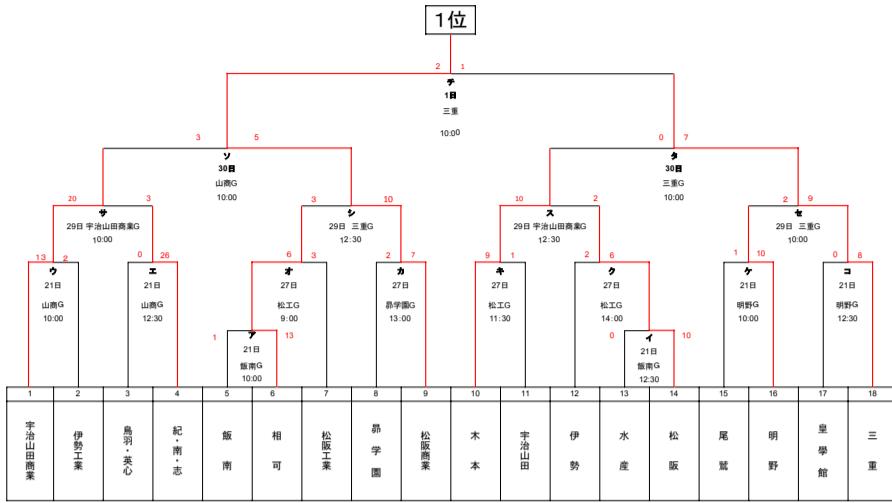 1位
2 1
チ
1日
三重
10:00
3 5 0 7
ソ タ
30日 30日
山商G 三重G
10:00 10:00
20 3 3 10 10 2 2 9
サ シ ス セ
29日 宇治山田商業G 29日 三重G 29日 宇治山田商業G 29日 三重G
10:00 12:30 12:30 10:00
13 2 0 26 6 3 2 7 9 1 2 6 1 10 0 8
ウ エ オ カ キ ク ケ コ
21日 21日 27日 27日 27日 27日 21日 21日
山商G 山商G 松工G 昴学園G 松工G 松工G 明野G 明野G
10:00 12:30 9:00 13:00 11:30 14:00 10:00 12:30
1 13 0 10
ア イ
21日 21日
飯南G 飯南G
10:00 12:30
1 2 3 4 5 6 7 8 9 10 11 12 13 14 15 16 17 18
宇治山田商業
伊勢工業
鳥羽・英心
紀・南・志
飯南
相可
松阪工業
昴学園
松阪商業
木本
宇治山田
伊勢
水産
松阪
尾鷲
明野
皇學館
三重